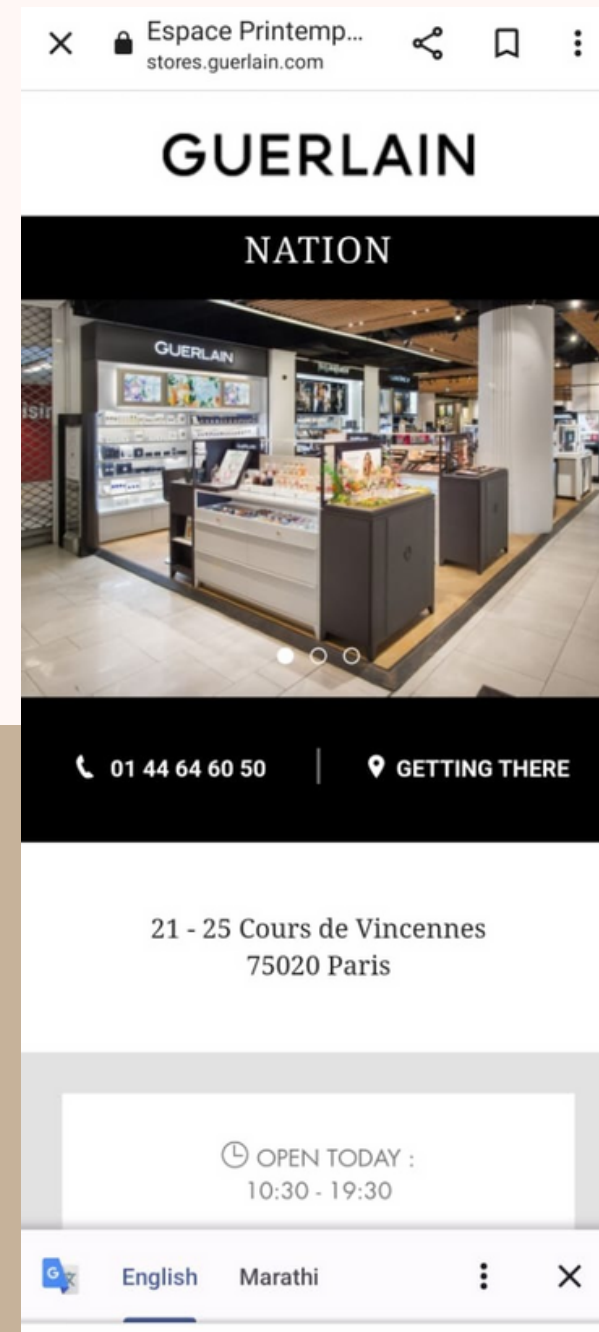 Espace Printemp...
stores.guerlain.com
GUERLAIN
NATION
GUERLAIN
01 44 64 60 50
GETTING THERE
21 - 25 Cours de Vincennes
75020 Paris
OPEN TODAY :
10:30 - 19:30
English Marathi